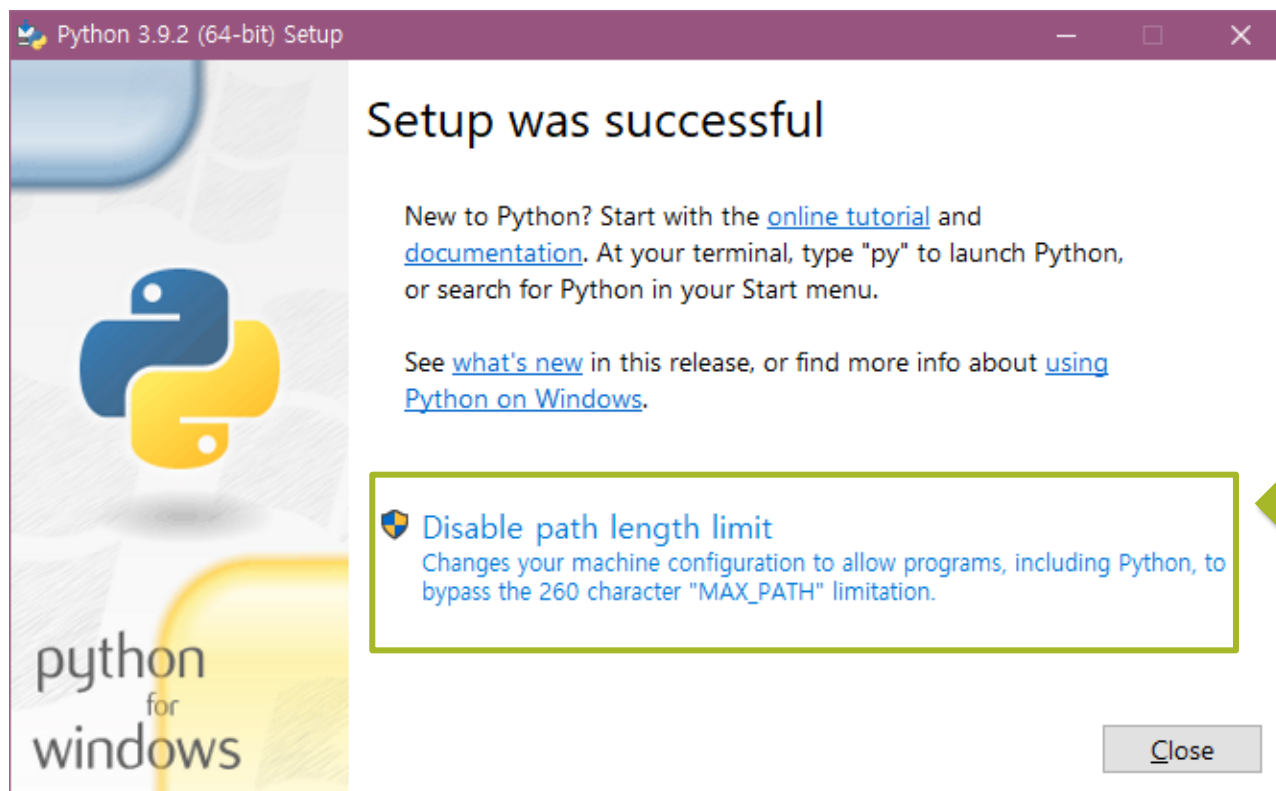 Python 3.9.2 (64-bit) Setup
Setup was successful
New to Python? Start with the online tutorial and
documentation. At your terminal, type "py" to launch Python,
or search for Python in your Start menu.
See what's new in this release, or find more info about using
Python on Windows.
Disable path length limit
Changes your machine configuration to allow programs, including Python, to
bypass the 260 character "MAX_PATH" limitation.
python
for
windows
Close